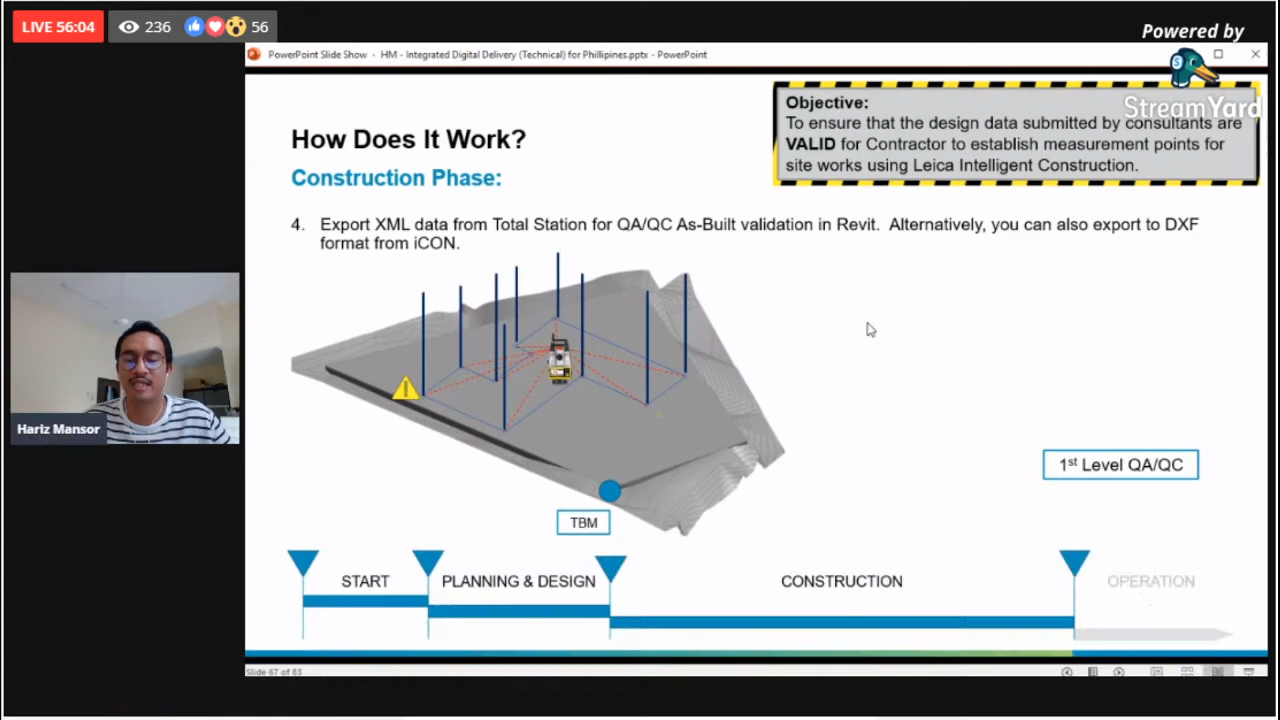 LIVE 56:04
236
56
Powered by
StreamYard
PowerPoint Slide Show - HM - Integrated Digital Delivery (Technical) for Phillipines.pptx - PowerPoint
Objective:
To ensure that the design data submitted by consultants are
VALID for Contractor to establish measurement points for
site works using Leica Intelligent Construction.
How Does It Work?
Construction Phase:
4. Export XML data from Total Station for QA/QC As-Built validation in Revit. Alternatively, you can also export to DXF
format from iCON.
Hariz Mansor
1st Level QA/QC
TBM
START
PLANNING & DESIGN
CONSTRUCTION
OPERATION
Slide 67 of 83